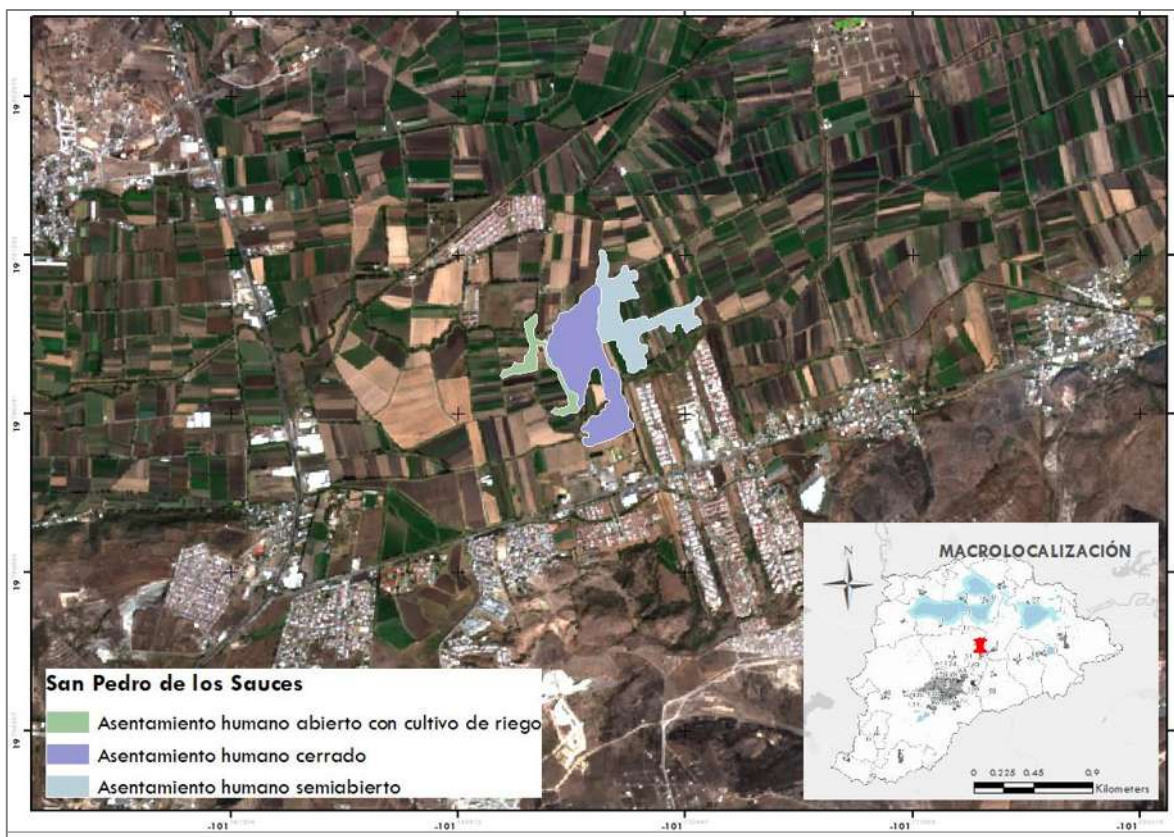 MACROLOCALIZACIÓN
N
0 0.225 0.45 0.9
Kilometers
San Pedro de los Sauces
Asentamiento humano abierto con cultivo de riego
Asentamiento humano cerrado
Asentamiento humano semiabierto
19
19
19
19
19
-101
-101
-101
-101
-101